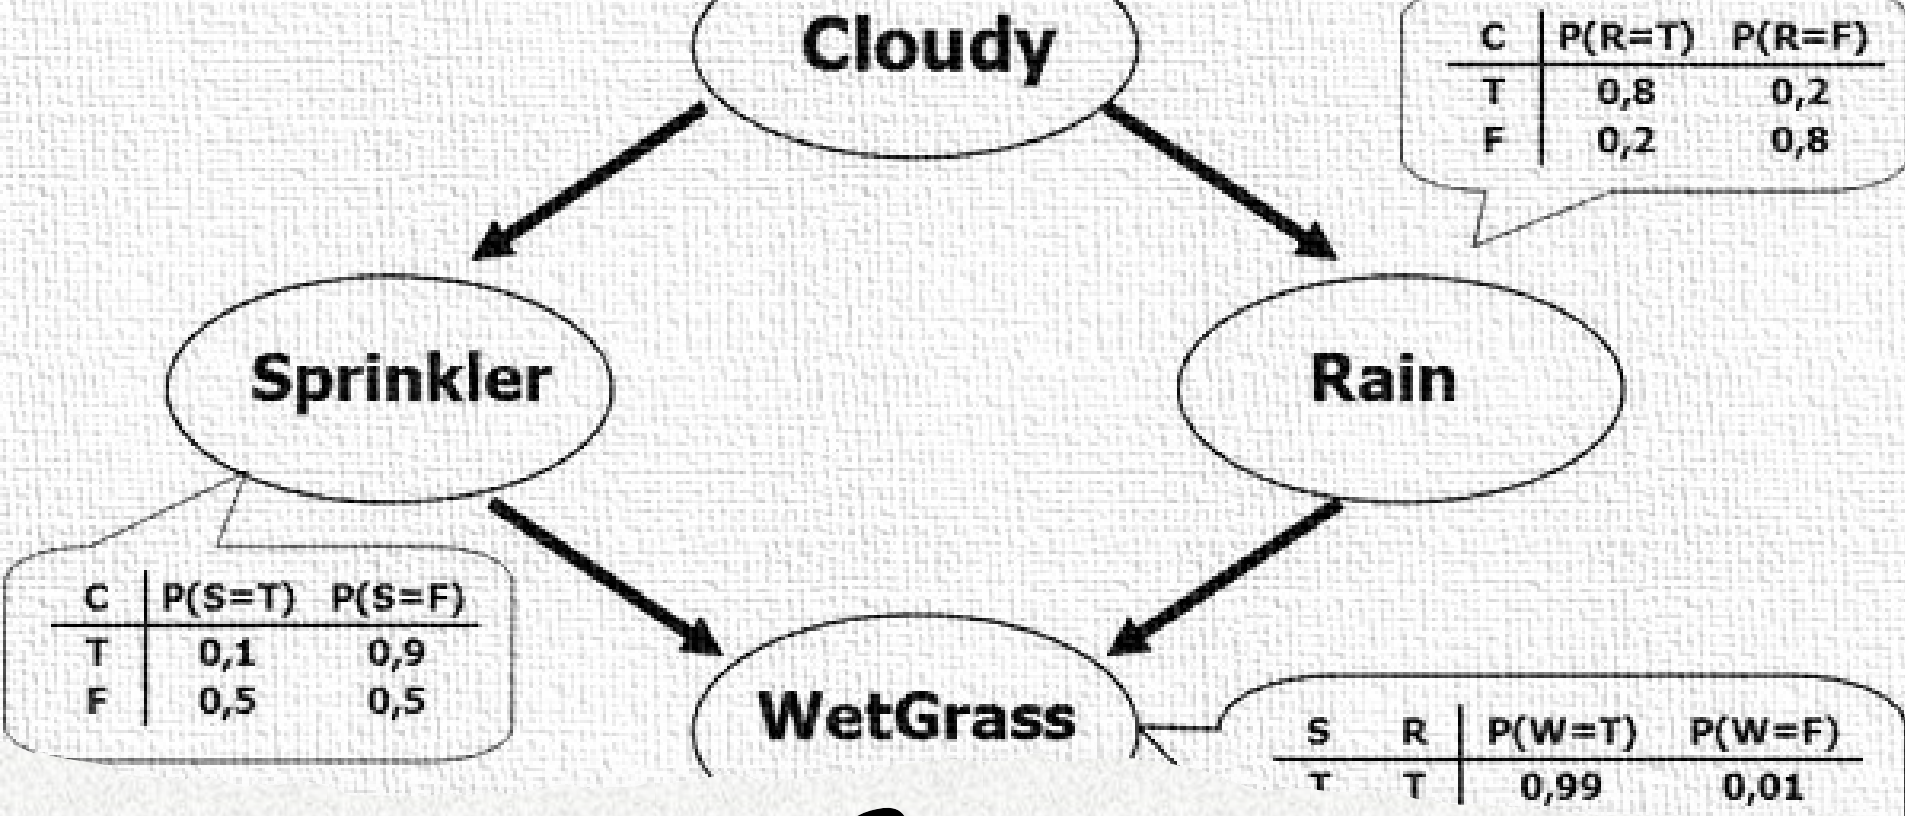 Cloudy
C P(R=T) P(R=F)
T 0,8 0,2
F 0,2 0,8
Sprinkler
Rain
C P(S=T) P(S=F)
T 0,1 0,9
F 0,5 0,5
WetGrass
S R P(W=T) P(W=F)
T T 0,99 0,01